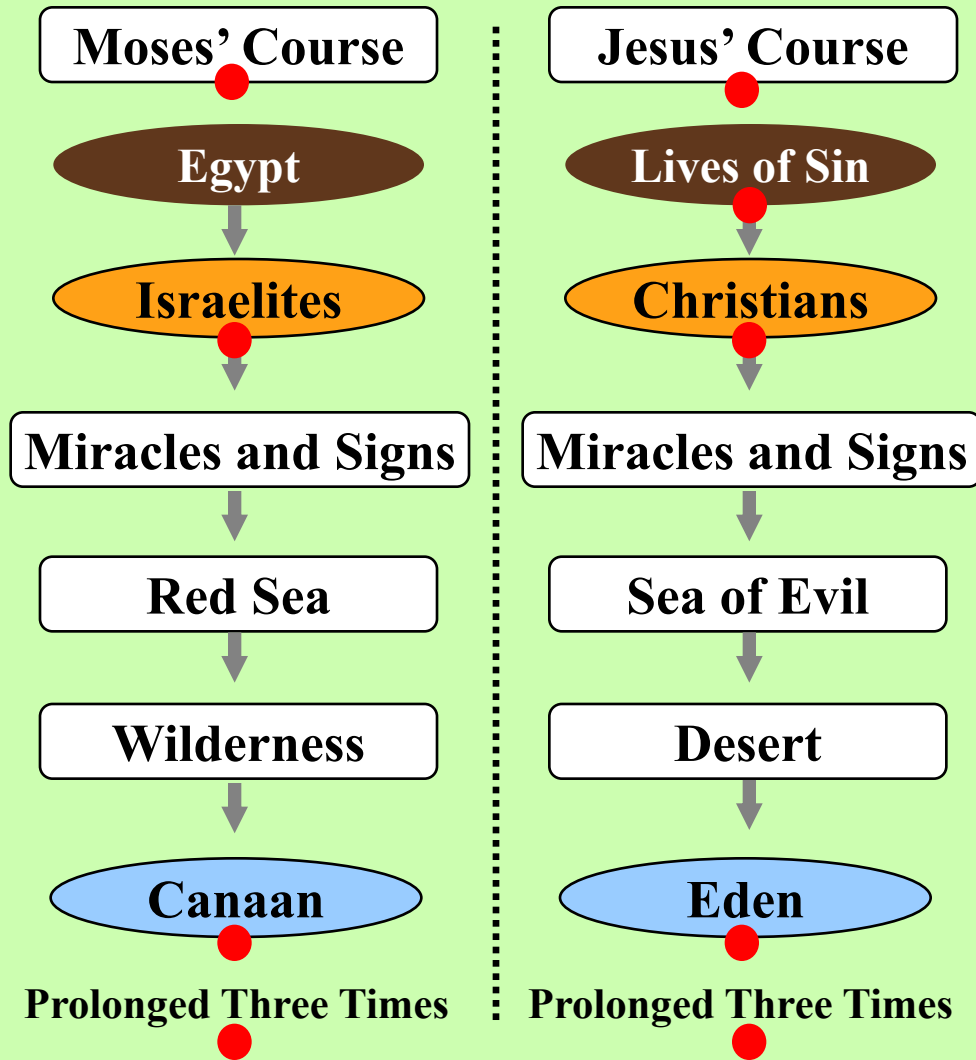 Moses’ Course
Egypt
Israelites
Miracles and Signs
Red Sea
Wilderness
Canaan
Prolonged Three Times
Jesus’ Course
Lives of Sin
Christians
Miracles and Signs
Sea of Evil
Desert
Eden
Prolonged Three Times